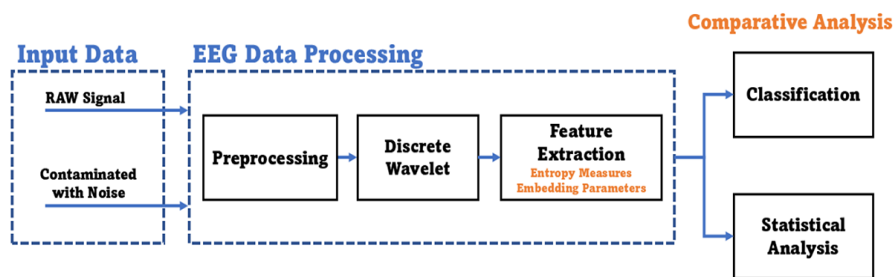 Comparative Analysis
Input Data
EEG Data Processing
RAW Signal
Contaminated
with Noise
Preprocessing
Discrete
Wavelet
Feature
Extraction
Entropy Measures
Embedding Parameters
Classification
Statistical
Analysis